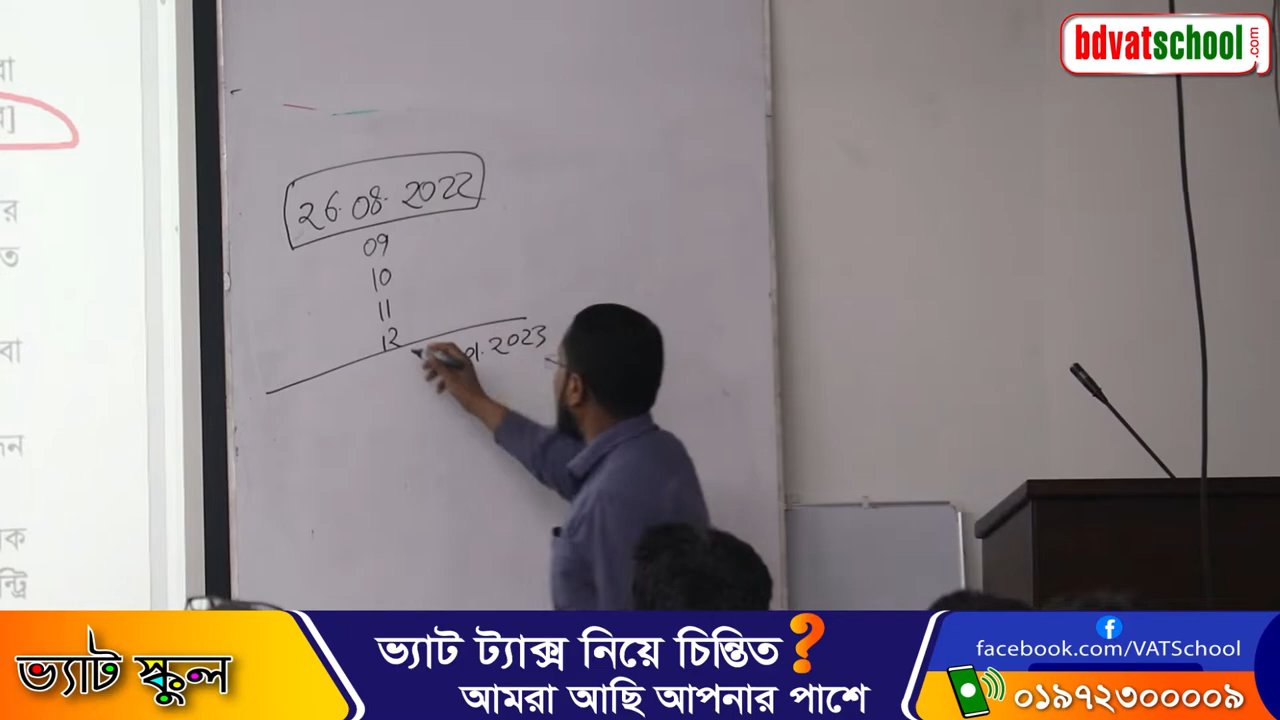 bdvatschool.com
বা
র]
র
ত
বা
ক
26.08.2022
09
10
11
12
01.2023
ভ্যাট স্কুল
ভ্যাট ট্যাক্স নিয়ে চিন্তিত?
আমরা আছি আপনার পাশে
facebook.com/VATSchool
০১৯৭২৩০০০০৯